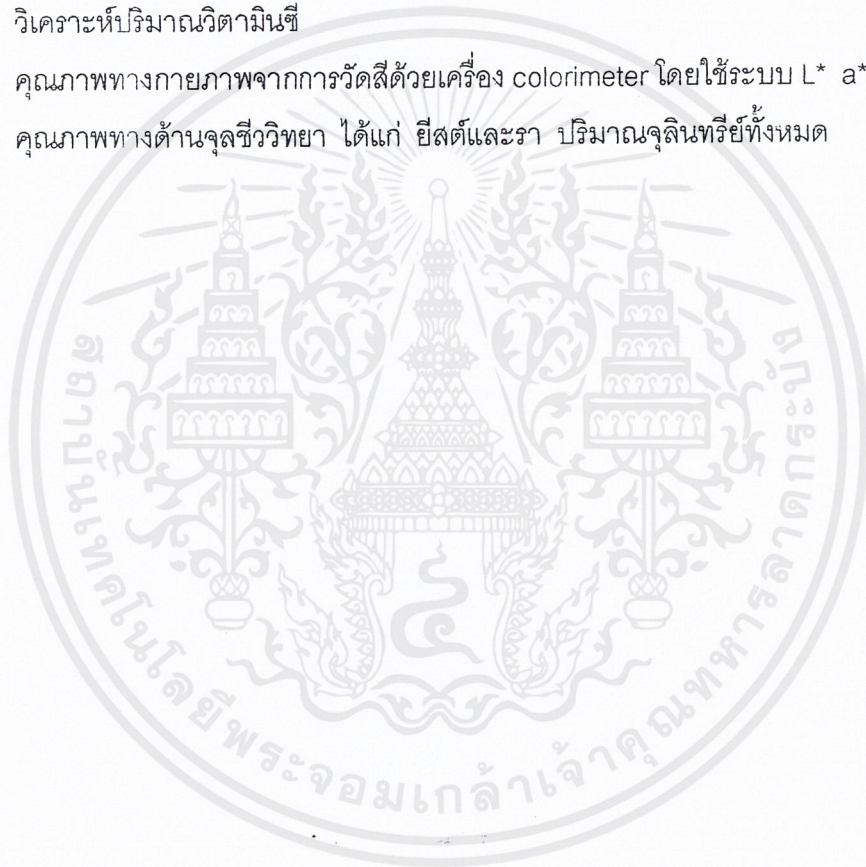 วิเคราะห์ปริมาณวิตามินซี
คุณภาพทางกายภาพจากการวัดสีด้วยเครื่อง colorimeter โดยใช้ระบบ L* a*
คุณภาพทางด้านจุลชีววิทยา ได้แก่ ยีสต์และรา ปริมาณจุลินทรีย์ทั้งหมด
สถาบันเทคโนโลยีพระจอมเกล้าเจ้าคุณทหารลาดกระบัง
๔